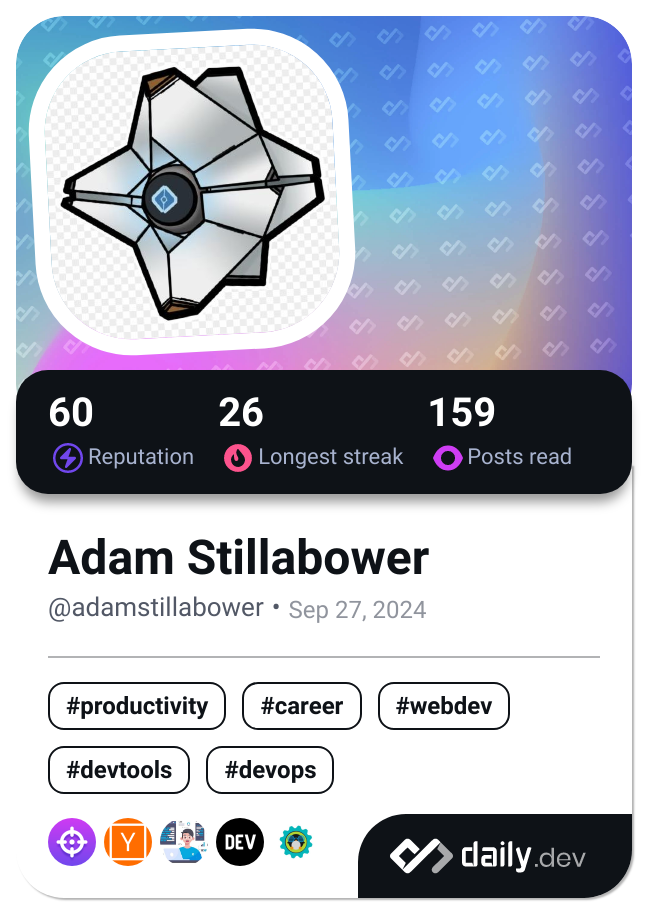 60 26 159
Reputation Longest streak Posts read
Adam Stillabower
@adamstillabower • Sep 27, 2024
#productivity #career #webdev
#devtools #devops
Y DEV
daily.dev